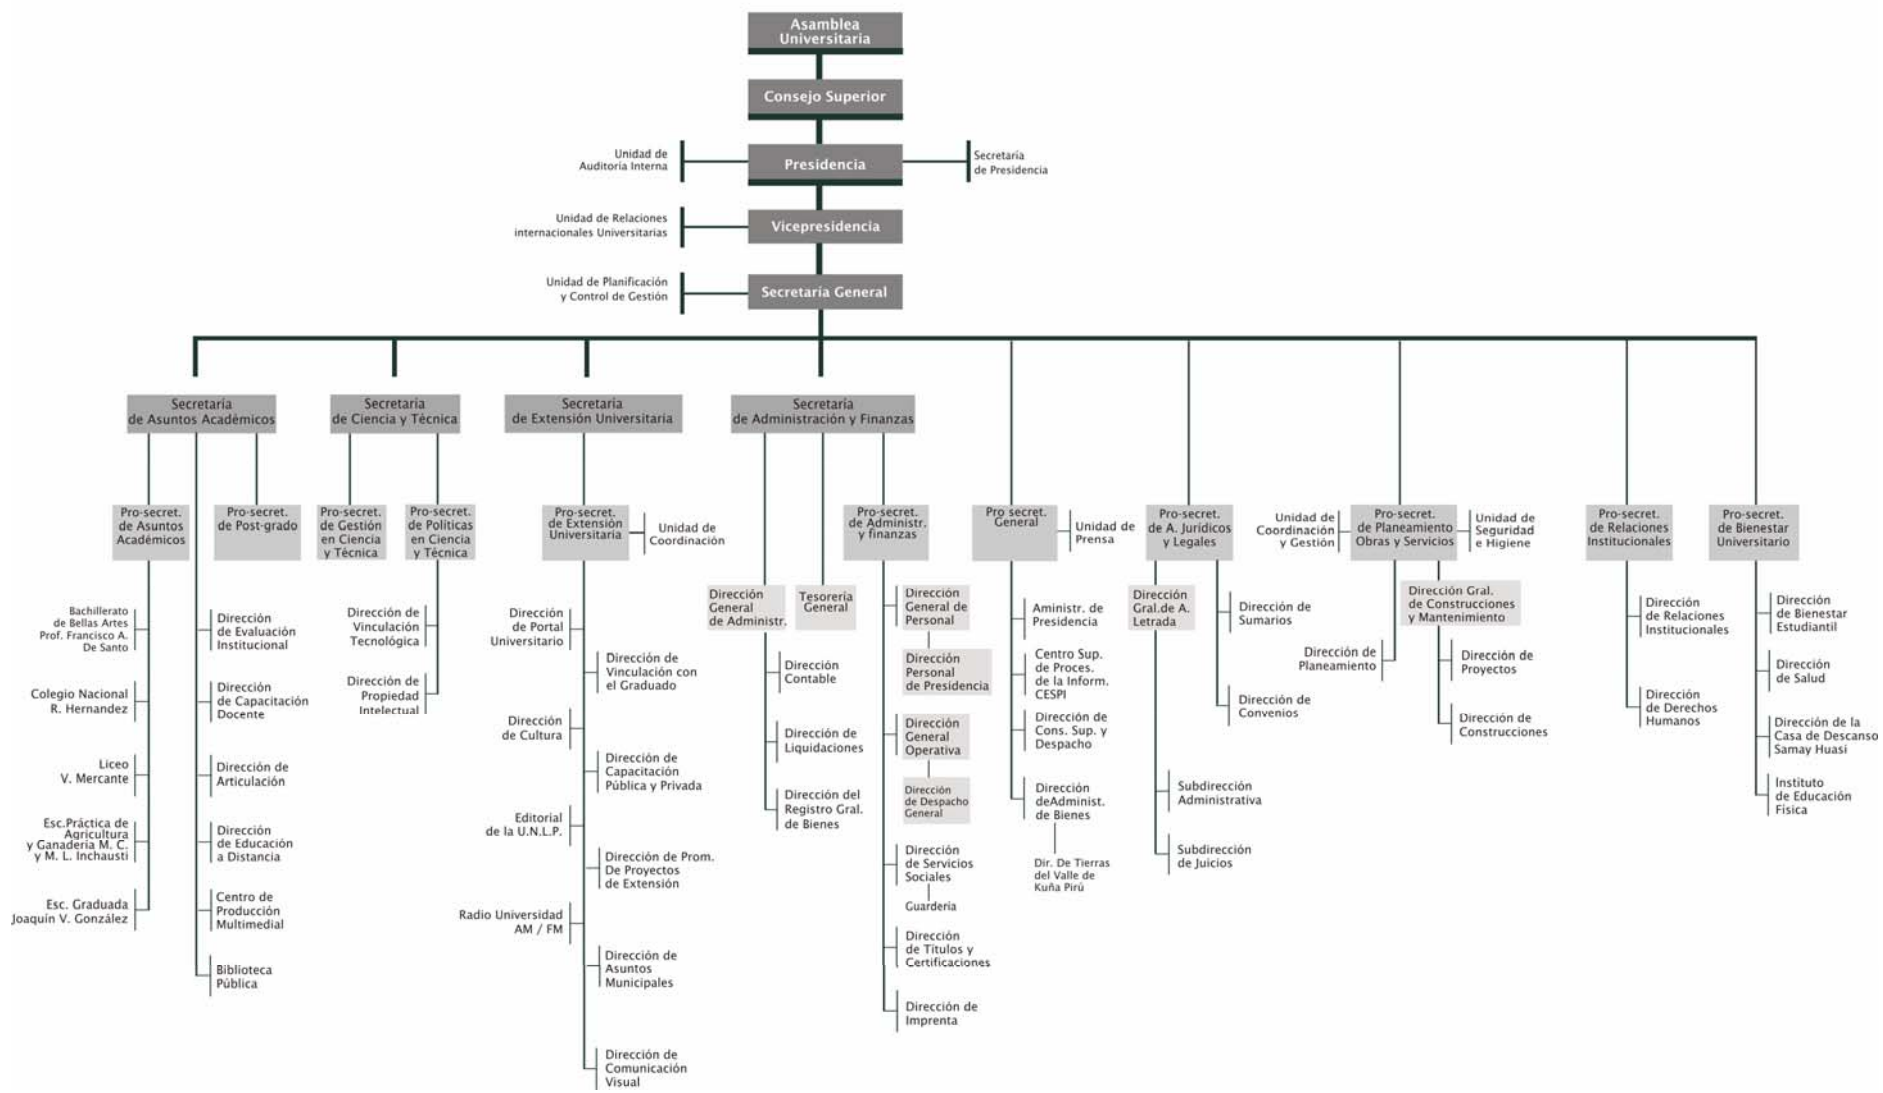 Asamblea
Universitaria
Consejo Superior
Unidad de
Auditoría Interna
Presidencia
Secretaría
de Presidencia
Unidad de Relaciones
internacionales Universitarias
Vicepresidencia
Unidad de Planificación
y Control de Gestión
Secretaría General
Secretaría
de Asuntos Académicos
Secretaría
de Ciencia y Técnica
Secretaría
de Extensión Universitaria
Secretaría
de Administración y Finanzas
Pro-secret.
de Asuntos
Académicos
Pro-secret.
de Post-grado
Pro-secret.
de Gestión
en Ciencia
y Técnica
Pro-secret.
de Políticas
en Ciencia
y Técnica
Pro-secret.
de Extensión
Universitaria
Unidad de
Coordinación
Pro-secret.
de Administr.
y finanzas
Pro secret.
General
Unidad de
Prensa
Pro-secret.
de A. Jurídicos
y Legales
Unidad de
Coordinación
y Gestión
Pro-secret.
de Planeamiento
Obras y Servicios
Unidad de
Seguridad
e Higiene
Pro-secret.
de Relaciones
Institucionales
Pro-secret.
de Bienestar
Universitario
Bachillerato
de Bellas Artes
Prof. Francisco A.
De Santo
Colegio Nacional
R. Hernandez
Liceo
V. Mercante
Esc.Práctica de
Agricultura
y Ganadería M. C.
y M. L. Inchausti
Esc. Graduada
Joaquín V. González
Dirección
de Evaluación
Institucional
Dirección
de Capacitación
Docente
Dirección de
Articulación
Dirección
de Educación
a Distancia
Centro de
Producción
Multimedial
Biblioteca
Pública
Dirección de
Vinculación
Tecnológica
Dirección de
Propiedad
Intelectual
Dirección
de Portal
Universitario
Dirección de
Vinculación con
el Graduado
Dirección
de Cultura
Dirección de
Capacitación
Pública y Privada
Editorial
de la U.N.L.P.
Dirección de Prom.
De Proyectos
de Extensión
Radio Universidad
AM / FM
Dirección de
Asuntos
Municipales
Dirección de
Comunicación
Visual
Dirección
General
de Administr.
Dirección
Contable
Dirección de
Liquidaciones
Dirección del
Registro Gral.
de Bienes
Tesorería
General
Dirección
General de
Personal
Dirección
Personal
de Presidencia
Dirección
General
Operativa
Dirección
de Despacho
General
Dirección
de Servicios
Sociales
Guardería
Dirección
de Títulos y
Certificaciones
Dirección de
Imprenta
Aministr. de
Presidencia
Centro Sup.
de Proces.
de la Inform.
CESPI
Dirección de
Cons. Sup. y
Despacho
Dirección
deAdminist.
de Bienes
Dir. De Tierras
del Valle de
Kuña Pirú
Dirección
Gral.de A.
Letrada
Dirección de
Sumarios
Dirección de
Convenios
Subdirección
Administrativa
Subdirección
de Juicios
Dirección Gral.
de Construcciones
y Mantenimiento
Dirección de
Planeamiento
Dirección de
Proyectos
Dirección de
Construcciones
Dirección
de Relaciones
Institucionales
Dirección
de Derechos
Humanos
Dirección
de Bienestar
Estudiantil
Dirección
de Salud
Dirección de la
Casa de Descanso
Samay Huasi
Instituto
de Educación
Física